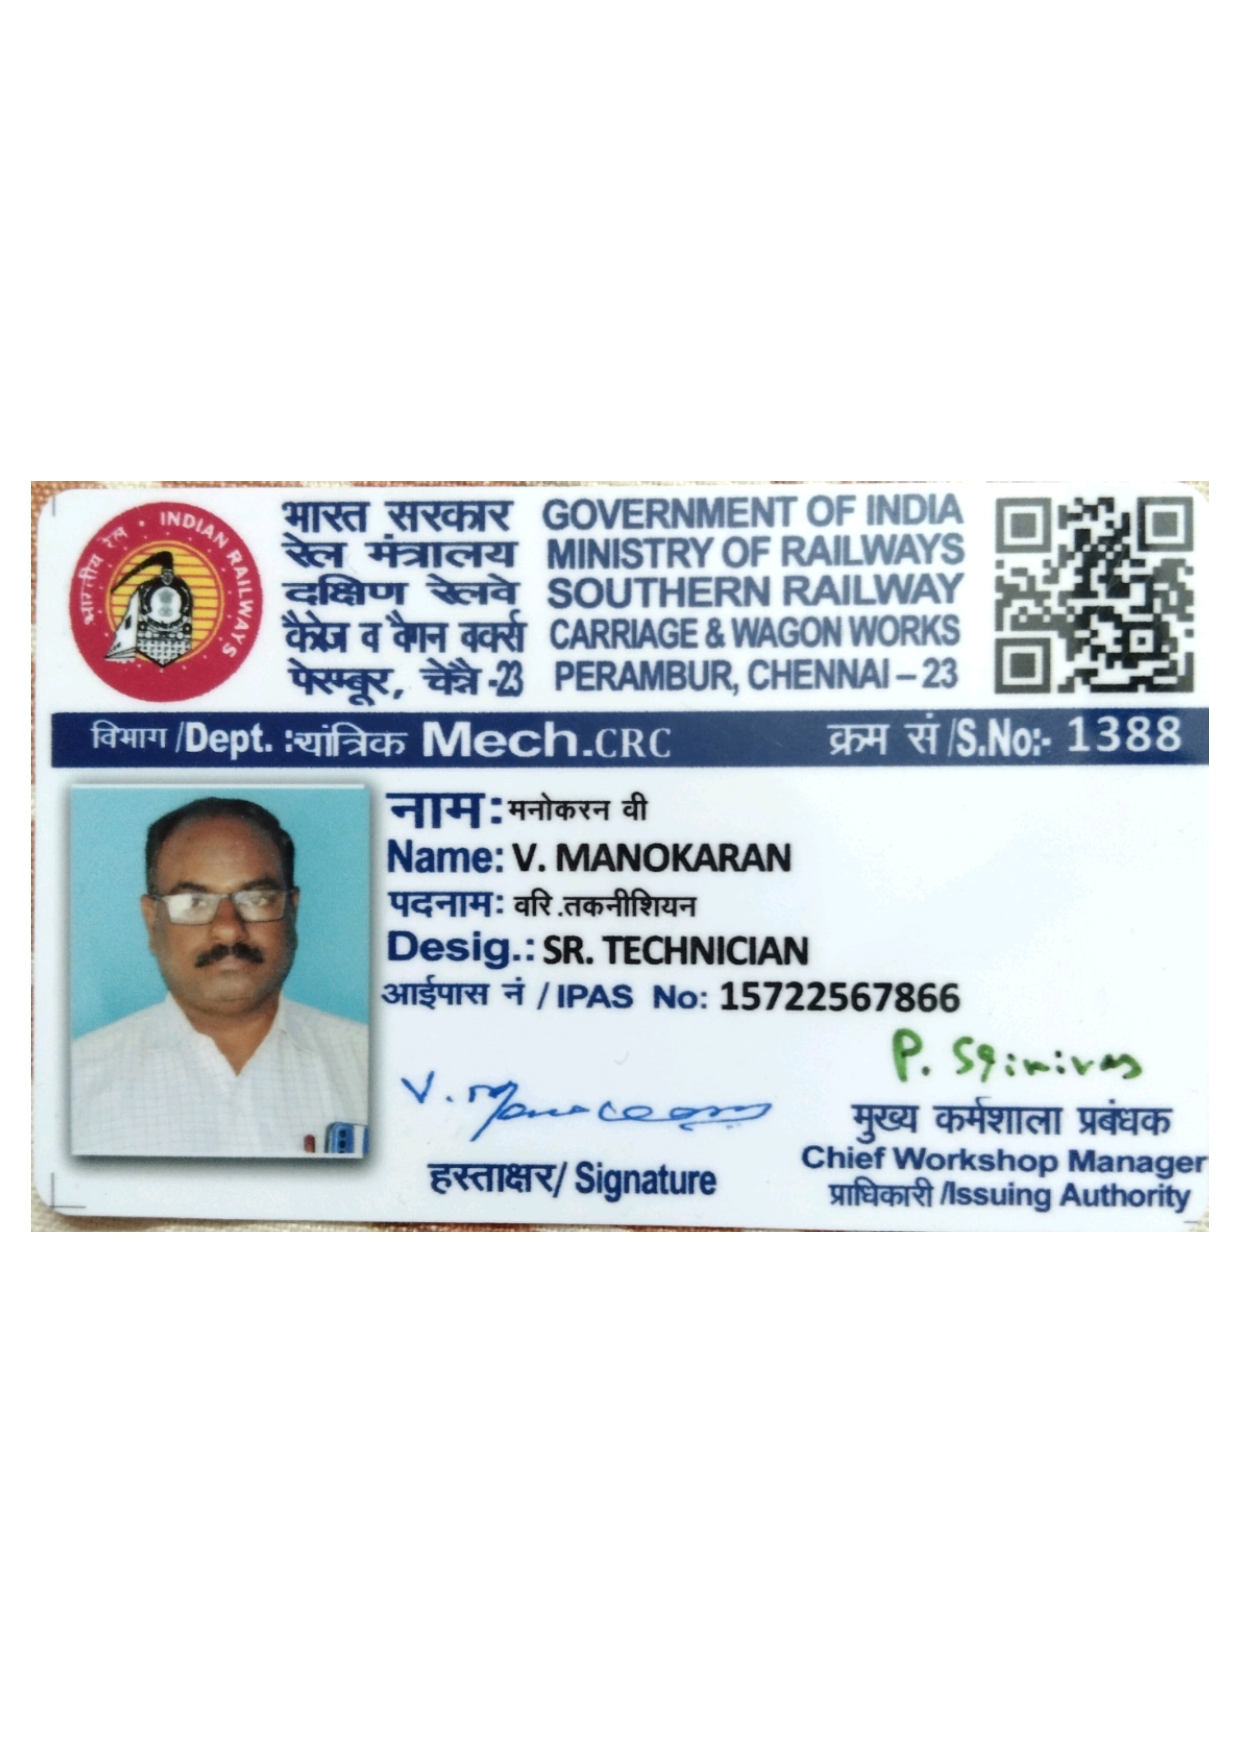 भारतीय रेल • INDIAN RAILWAYS
भारत सरकार GOVERNMENT OF INDIA
रेल मंत्रालय MINISTRY OF RAILWAYS
दक्षिण रेलवे SOUTHERN RAILWAY
कैरेज व वैगन वर्क्स CARRIAGE & WAGON WORKS
पेरम्बूर, चेन्नै -23 PERAMBUR, CHENNAI – 23
विभाग /Dept. :यांत्रिक Mech.CRC क्रम सं /S.No:- 1388
नाम: मनोकरन वी
Name: V. MANOKARAN
पदनाम: वरि .तकनीशियन
Desig.: SR. TECHNICIAN
आईपास नं / IPAS No: 15722567866
P. Srinivas
V. Manokaran
मुख्य कर्मशाला प्रबंधक
Chief Workshop Manager
हस्ताक्षर/ Signature
प्राधिकारी /Issuing Authority